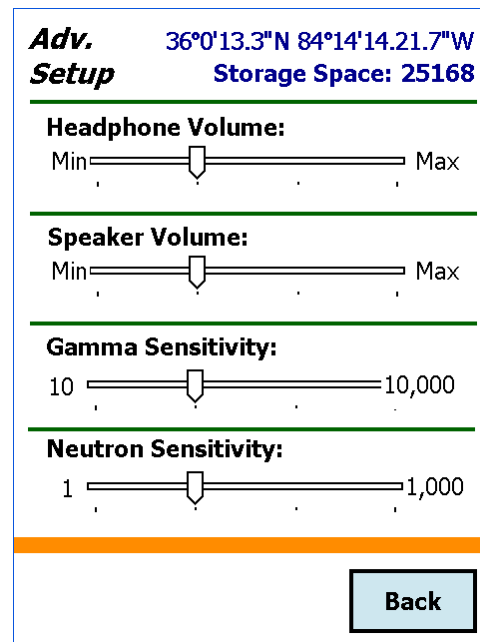 Adv. 36°0'13.3"N 84°14'14.21.7"W
Setup Storage Space: 25168
Headphone Volume:
Min Max
Speaker Volume:
Min Max
Gamma Sensitivity:
10 10,000
Neutron Sensitivity:
1 1,000
Back